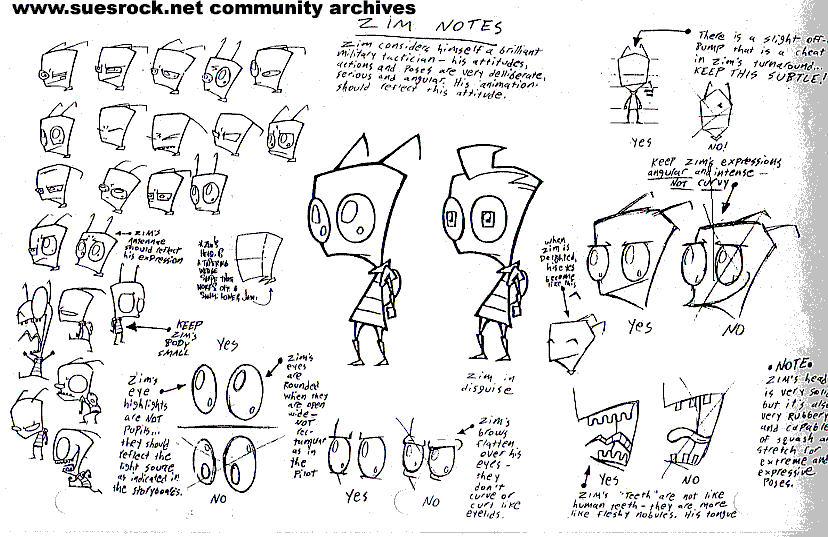 www.suesrock.net community archives
ZIM NOTES
Zim considers himself a brilliant
military tactician - his attitudes,
actions and poses are very deliberate,
serious and angular. His animation
should reflect this attitude.
There is a slight off-
bump that is a cheat
in Zim's turnaround...
KEEP THIS SUBTLE!
YES
NO!
KEEP ZIM'S expressions
angular and intense -
NOT curvy
YES
NO
← Zim's
antennae
should reflect
his expression
KEEP
ZIM'S
BODY
SMALL
when
Zim is
Delighted,
his eyes
become
like this
Zim in
disguise
Zim's
eye
highlights
are NOT
PUPILS...
they should
reflect the
light source
as indicated in
the storyboards.
YES
NO
Zim's
eyes
are
Rounded
when they
are open
wide -
NOT
rec-
tangular
as in
the
Pilot
YES
NO
Zim's
brows
flatten
over his
eyes -
they
don't
curve or
curl like
eyelids.
YES
NO
Zim's "Teeth" are not like
human teeth - they are more
like fleshy nodules. His tongue
• NOTE •
ZIM's head
is very solid
but it's also
very Rubbery
and capable
of squash and
stretch for
extreme and
expressive
Poses.